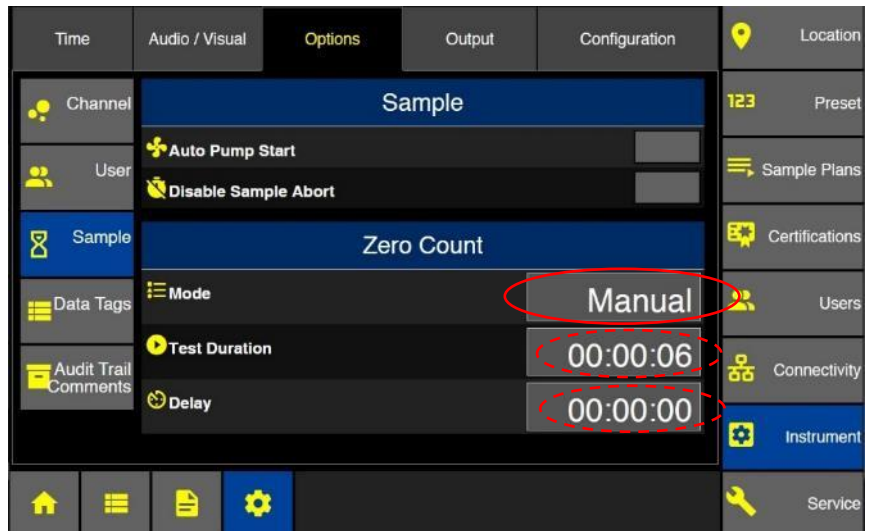 Time
Audio / Visual
Options
Output
Configuration
Location
Channel
Sample
123
Preset
Auto Pump Start
User
Disable Sample Abort
Sample Plans
Sample
Zero Count
Certifications
Mode
Manual
Data Tags
Users
Test Duration
00:00:06
Audit Trail
Comments
Connectivity
Delay
00:00:00
Instrument
Service